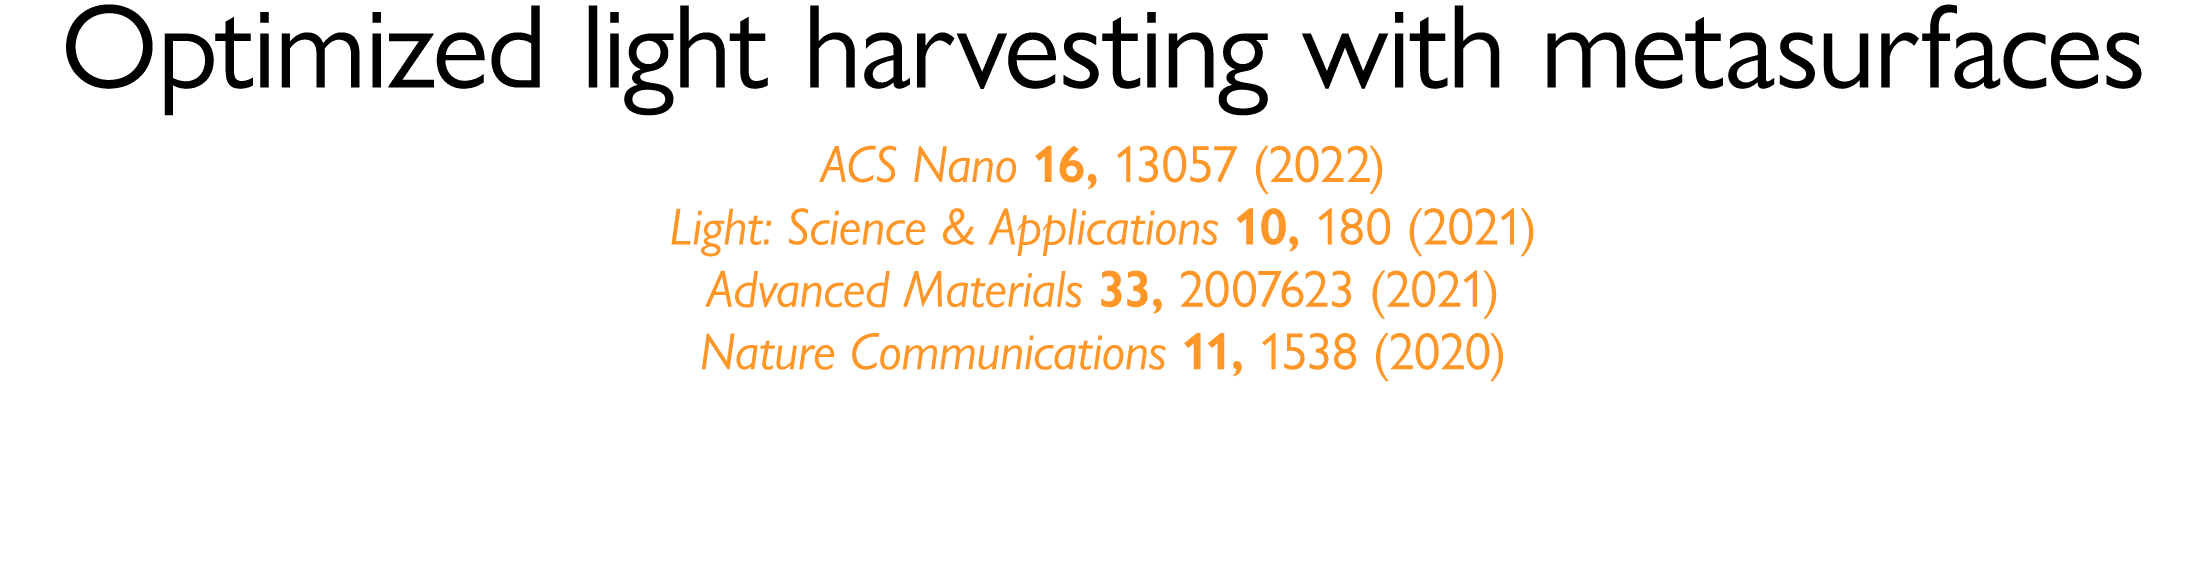 Optimized light harvesting with metasurfaces
ACS Nano 16, 13057 (2022)
Light: Science & Applications 10, 180 (2021)
Advanced Materials 33, 2007623 (2021)
Nature Communications 11, 1538 (2020)